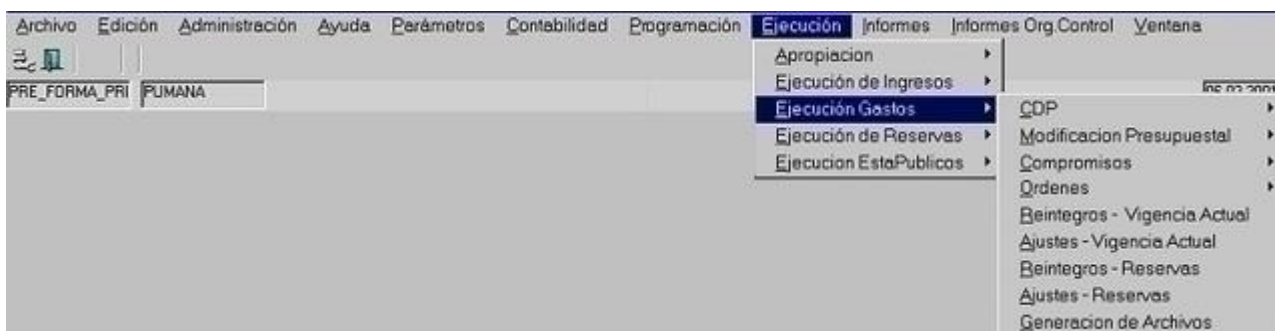 Archivo Edición Administración Ayuda Parámetros Contabilidad Programación Ejecución Informes Informes Org.Control Ventana
PRE_FORMA_PRI PUMANA
Apropiacion
Ejecución de Ingresos
Ejecución Gastos
Ejecución de Reservas
Ejecucion EstaPublicos
CDP
Modificacion Presupuestal
Compromisos
Ordenes
Reintegros - Vigencia Actual
Ajustes - Vigencia Actual
Reintegros - Reservas
Ajustes - Reservas
Generacion de Archivos